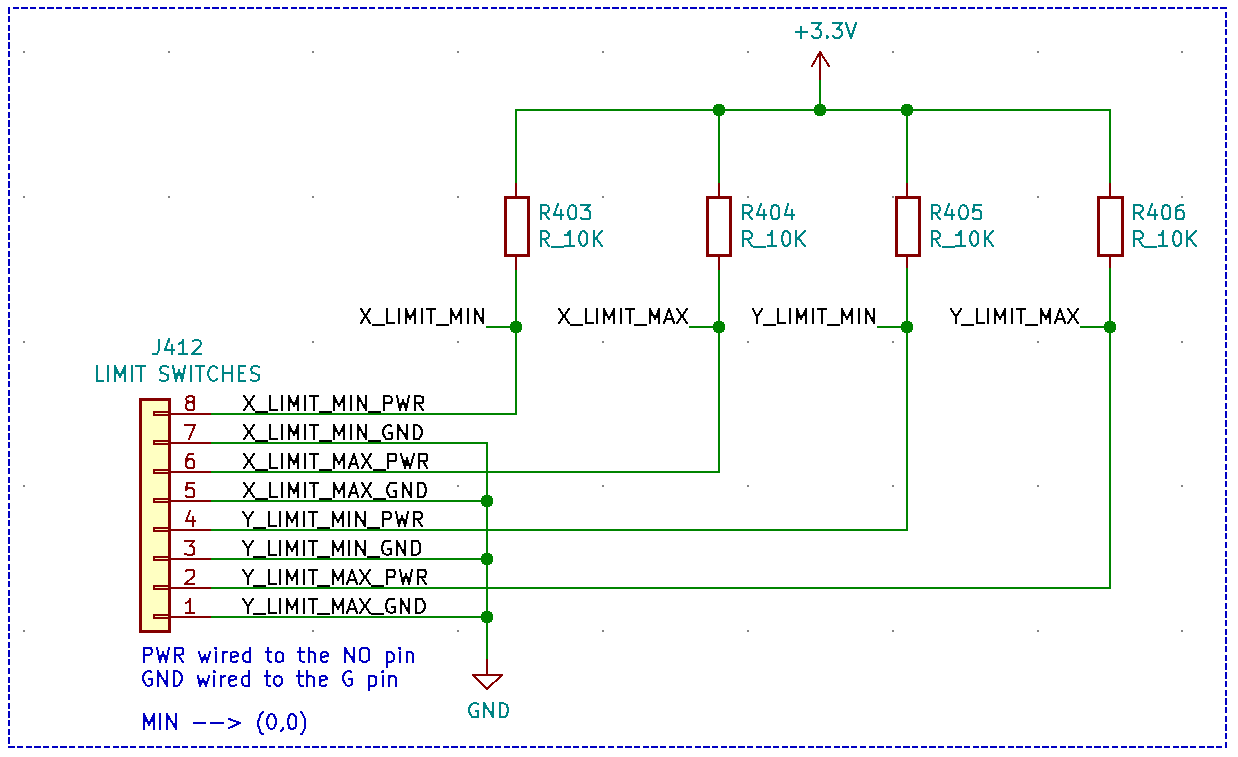 +3.3V
R403
R_10K
R404
R_10K
R405
R_10K
R406
R_10K
X_LIMIT_MIN
X_LIMIT_MAX
Y_LIMIT_MIN
Y_LIMIT_MAX
J412
LIMIT SWITCHES
8 X_LIMIT_MIN_PWR
7 X_LIMIT_MIN_GND
6 X_LIMIT_MAX_PWR
5 X_LIMIT_MAX_GND
4 Y_LIMIT_MIN_PWR
3 Y_LIMIT_MIN_GND
2 Y_LIMIT_MAX_PWR
1 Y_LIMIT_MAX_GND
PWR wired to the NO pin
GND wired to the G pin
MIN --> (0,0)
GND